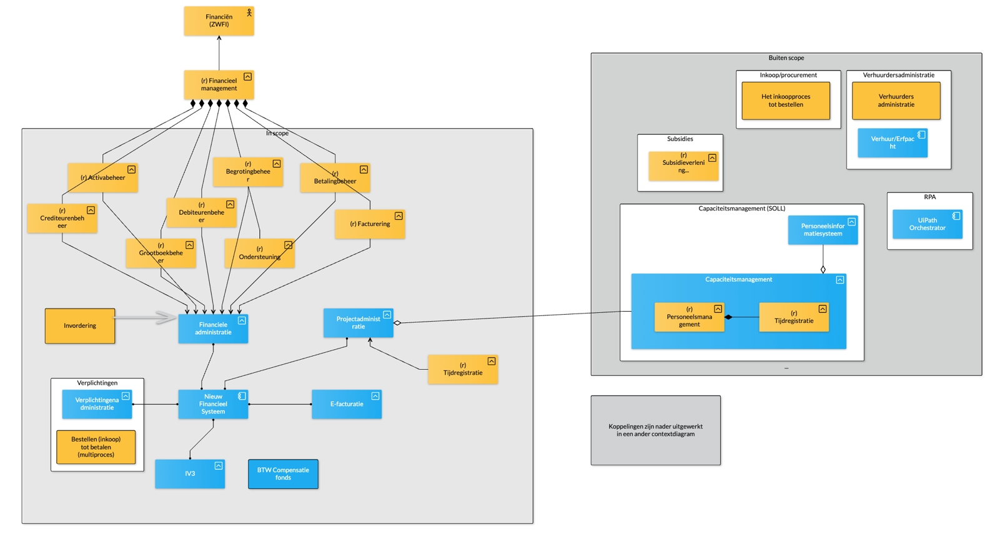 Financiën
(ZWFI)
(r) Financieel
management
In scope
(r) Activabeheer
(r)
Begrotingbehee
r
(r)
Betalingbeheer
(r)
Crediteurenbeh
eer
(r)
Debiteurenbehe
er
(r) Facturering
(r)
Grootboekbehe
er
(r)
Ondersteuning
Invordering
Financiele
administratie
Projectadminist
ratie
(r)
Tijdregistratie
Verplichtingen
Verplichtingena
dministratie
Bestellen (inkoop)
tot betalen
(multiproces)
Nieuw
Financieel
Systeem
E-facturatie
IV3
BTW Compensatie
fonds
Buiten scope
Inkoop/procurement
Het inkoopproces
tot bestellen
Verhuurdersadministratie
Verhuurders
administratie
Verhuur/Erfpac
ht
Subsidies
(r)
Subsidieverleni
ng...
RPA
UiPath
Orchestrator
Capaciteitsmanagement (SOLL)
Personeelsinfor
matiesysteem
Capaciteitsmanagement
(r)
Personeelsmana
gement
(r)
Tijdregistratie
...
Koppelingen zijn nader uitgewerkt
in een ander contextdiagram